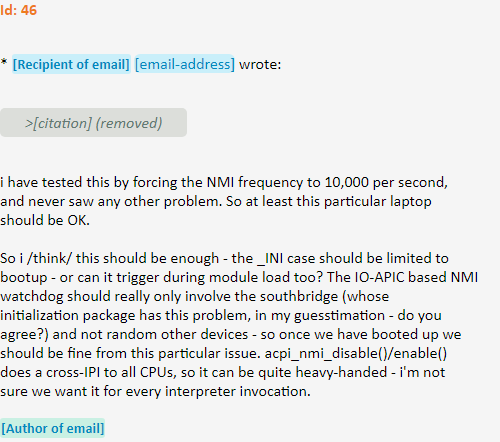 Id: 46
* [Recipient of email] [email-address] wrote:
>[citation] (removed)
i have tested this by forcing the NMI frequency to 10,000 per second,
and never saw any other problem. So at least this particular laptop
should be OK.
So i /think/ this should be enough - the _INI case should be limited to
bootup - or can it trigger during module load too? The IO-APIC based NMI
watchdog should really only involve the southbridge (whose
initialization package has this problem, in my guesstimation - do you
agree?) and not random other devices - so once we have booted up we
should be fine from this particular issue. acpi_nmi_disable()/enable()
does a cross-IPI to all CPUs, so it can be quite heavy-handed - i'm not
sure we want it for every interpreter invocation.
[Author of email]